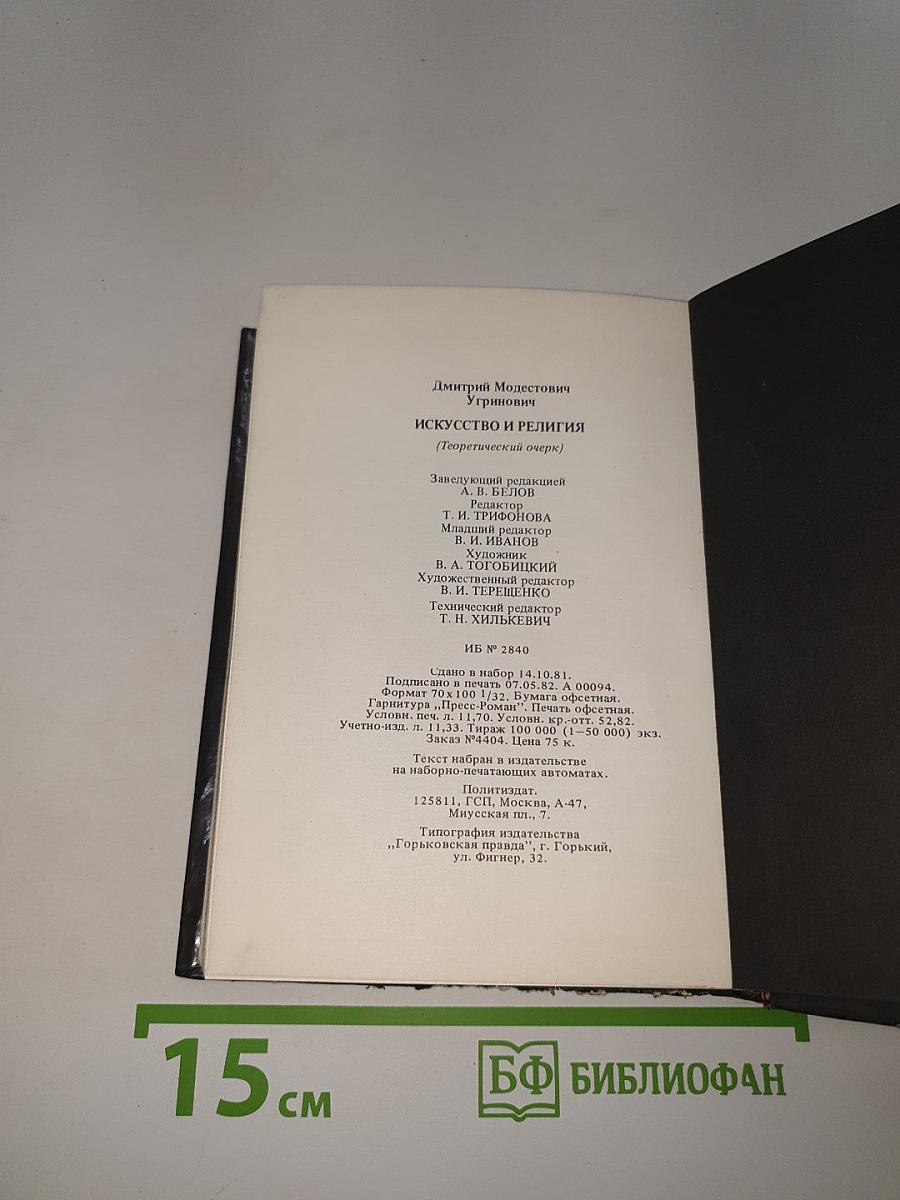 Дмитрий Модестович
Угринович
ИСКУССТВО И РЕЛИГИЯ
(Теоретический очерк)
Заведующий редакцией
А. В. БЕЛОВ
Редактор
Т. И. ТРИФОНОВА
Младший редактор
В. И. ИВАНОВ
Художник
В. А. ТОГОБИЦКИЙ
Художественный редактор
В. И. ТЕРЕЩЕНКО
Технический редактор
Т. Н. ХИЛЬКЕВИЧ
ИБ № 2840
Сдано в набор 14.10.81.
Подписано в печать 07.05.82. А 00094.
Формат 70х100 1/32. Бумага офсетная.
Гарнитура „Пресс-Роман". Печать офсетная.
Условн. печ. л. 11,70. Условн. кр.-отт. 52,82.
Учетно-изд. л. 11,33. Тираж 100 000 (1—50 000) экз.
Заказ №4404. Цена 75 к.
Текст набран в издательстве
на наборно-печатающих автоматах.
Политиздат.
125811, ГСП, Москва, А-47,
Миусская пл., 7.
Типография издательства
„Горьковская правда", г. Горький,
ул. Фигнер, 32.
15 см
БФ БИБЛИОФАН